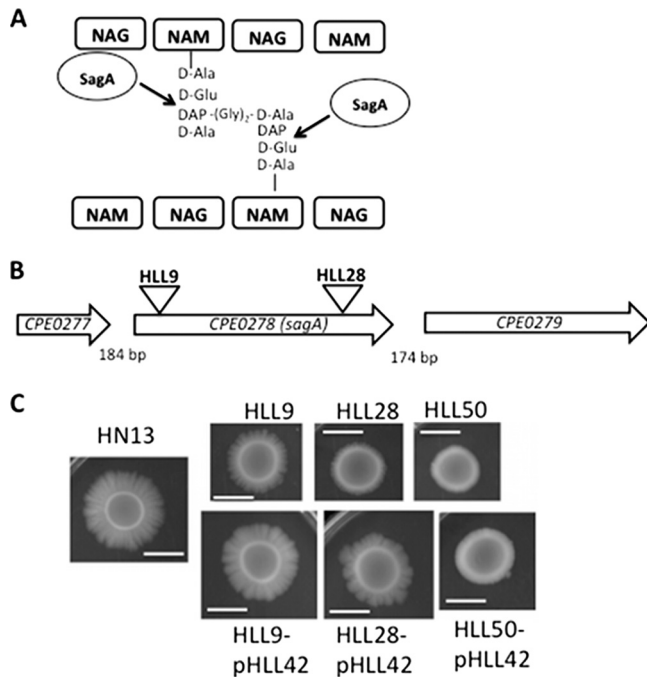 A
NAG NAM NAG NAM
SagA
D-Ala
D-Glu
DAP -(Gly)2- D-Ala
D-Ala
DAP
D-Glu
D-Ala
SagA
NAM NAG NAM NAG
B
HLL9 HLL28
CPE0277 CPE0278 (sagA) CPE0279
184 bp 174 bp
C
HN13
HLL9 HLL28 HLL50
HLL9-
pHLL42
HLL28-
pHLL42
HLL50-
pHLL42